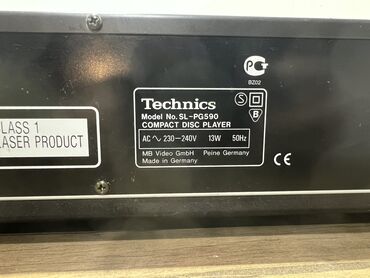 BZ02
Technics
Model No. SL-PG590
COMPACT DISC PLAYER
AC ∿ 230-240V 13W 50Hz
MB Video GmbH Peine Germany
Made in Germany
S
B
CE
LASS 1
ASER PRODUCT